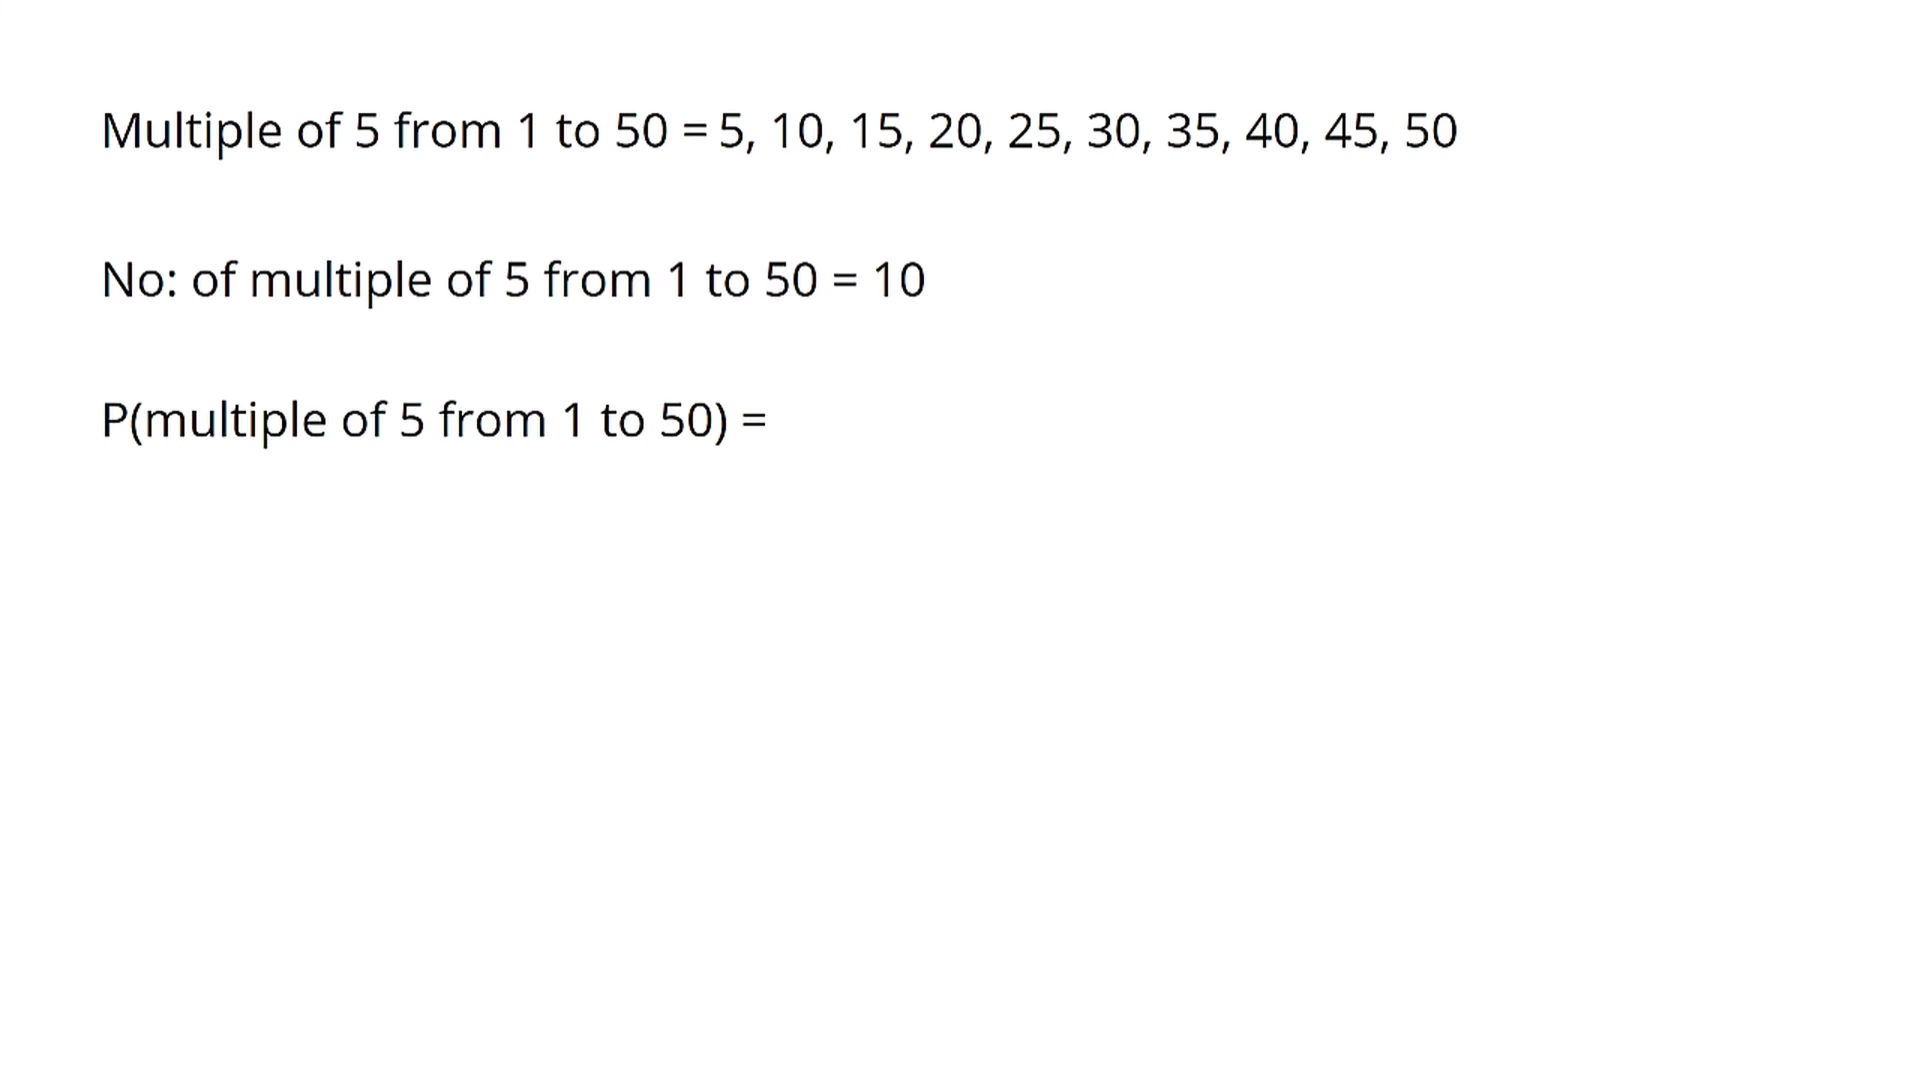 Multiple of 5 from 1 to 50 = 5, 10, 15, 20, 25, 30, 35, 40, 45, 50
No: of multiple of 5 from 1 to 50 = 10
P(multiple of 5 from 1 to 50) =